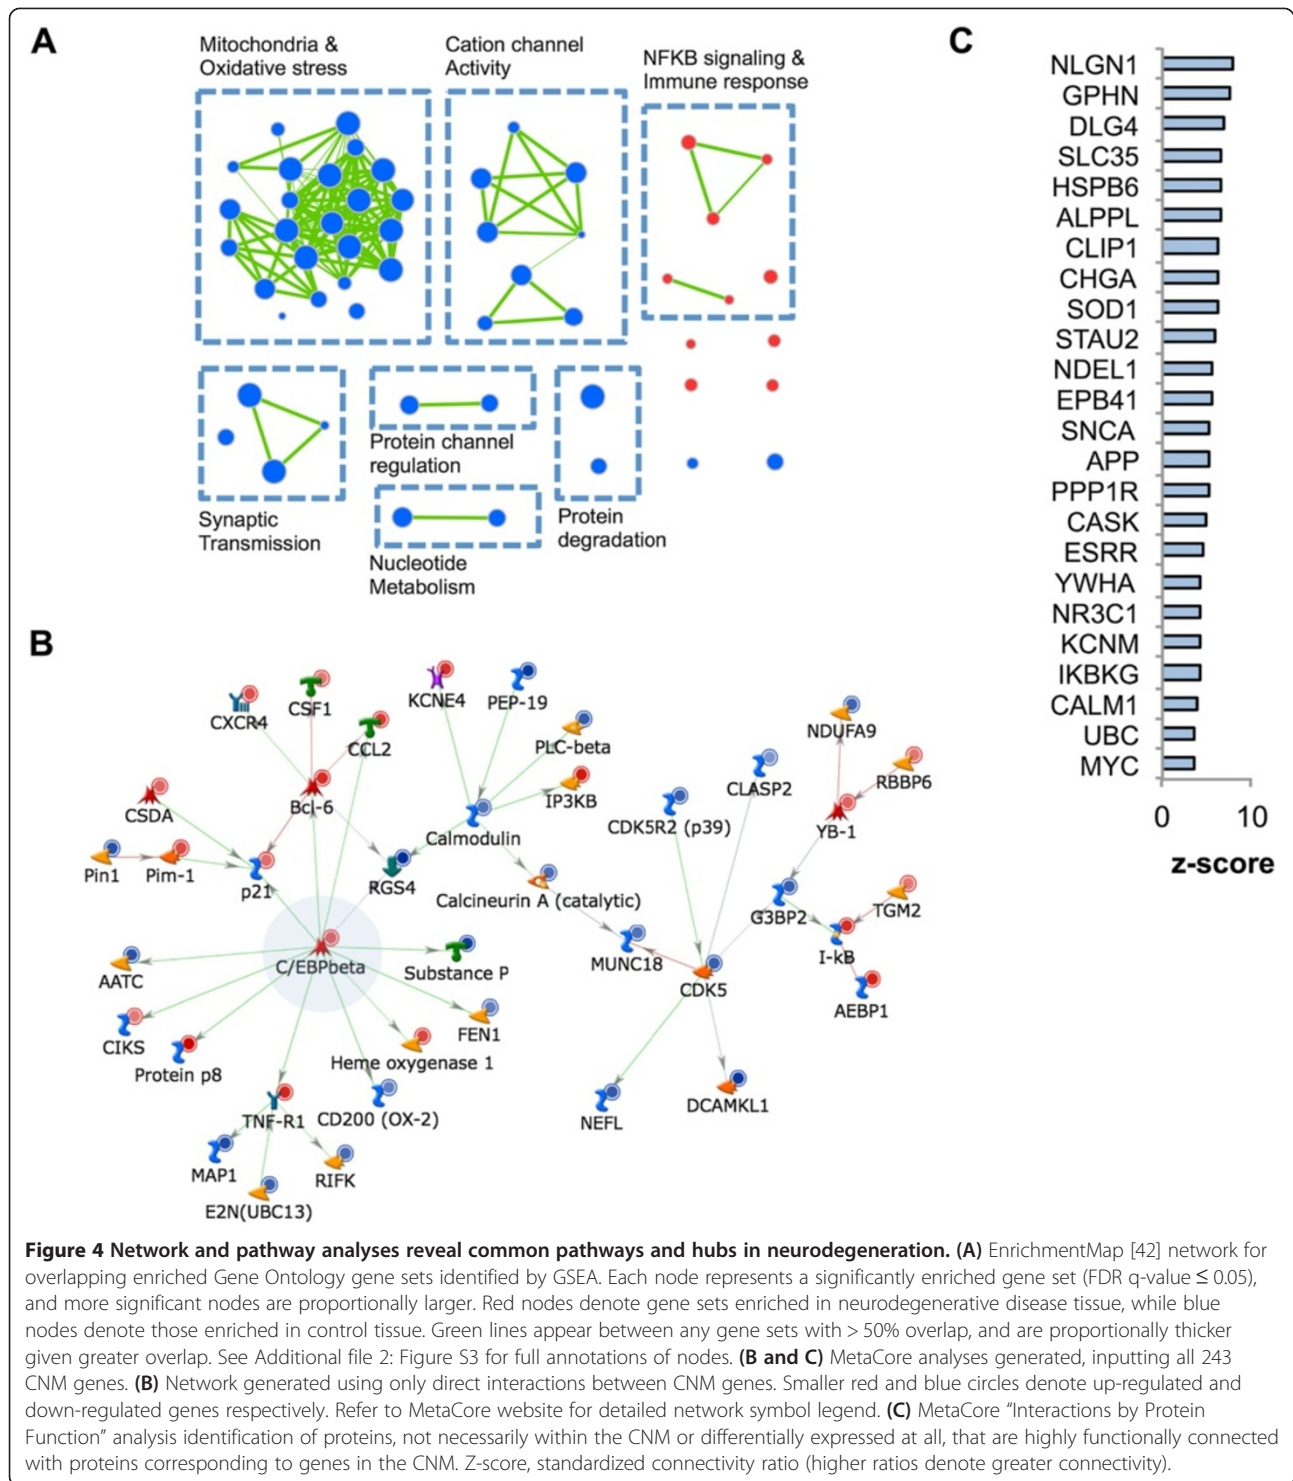 A
Mitochondria &
Oxidative stress
Cation channel
Activity
NFKB signaling &
Immune response
Synaptic
Transmission
Protein channel
regulation
Nucleotide
Metabolism
Protein
degradation
C
NLGN1
GPHN
DLG4
SLC35
HSPB6
ALPPL
CLIP1
CHGA
SOD1
STAU2
NDEL1
EPB41
SNCA
APP
PPP1R
CASK
ESRR
YWHA
NR3C1
KCNM
IKBKG
CALM1
UBC
MYC
0 10
z-score
B
CXCR4
CSF1
CCL2
KCNE4
PEP-19
PLC-beta
IP3KB
NDUFA9
RBBP6
CLASP2
CSDA
Bcl-6
Calmodulin
CDK5R2 (p39)
YB-1
Pin1
Pim-1
p21
RGS4
Calcineurin A (catalytic)
G3BP2
TGM2
AATC
C/EBPbeta
Substance P
MUNC18
CDK5
I-kB
AEBP1
CIKS
Protein p8
Heme oxygenase 1
FEN1
TNF-R1
CD200 (OX-2)
NEFL
DCAMKL1
MAP1
RIFK
E2N(UBC13)
Figure 4 Network and pathway analyses reveal common pathways and hubs in neurodegeneration. (A) EnrichmentMap [42] network for
overlapping enriched Gene Ontology gene sets identified by GSEA. Each node represents a significantly enriched gene set (FDR q-value ≤ 0.05),
and more significant nodes are proportionally larger. Red nodes denote gene sets enriched in neurodegenerative disease tissue, while blue
nodes denote those enriched in control tissue. Green lines appear between any gene sets with > 50% overlap, and are proportionally thicker
given greater overlap. See Additional file 2: Figure S3 for full annotations of nodes. (B and C) MetaCore analyses generated, inputting all 243
CNM genes. (B) Network generated using only direct interactions between CNM genes. Smaller red and blue circles denote up-regulated and
down-regulated genes respectively. Refer to MetaCore website for detailed network symbol legend. (C) MetaCore “Interactions by Protein
Function” analysis identification of proteins, not necessarily within the CNM or differentially expressed at all, that are highly functionally connected
with proteins corresponding to genes in the CNM. Z-score, standardized connectivity ratio (higher ratios denote greater connectivity).